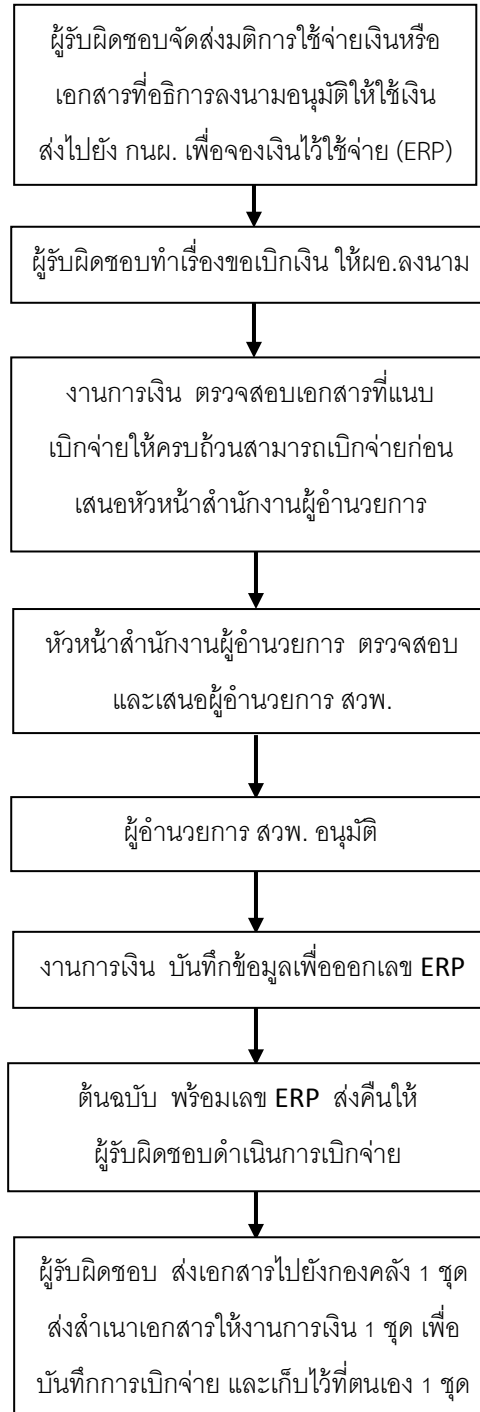 ผู้รับผิดชอบจัดส่งมติการใช้จ่ายเงินหรือ
เอกสารที่อธิการลงนามอนุมัติให้ใช้เงิน
ส่งไปยัง กนผ. เพื่อจองเงินไว้ใช้จ่าย (ERP)
ผู้รับผิดชอบทำเรื่องขอเบิกเงิน ให้ผอ.ลงนาม
งานการเงิน ตรวจสอบเอกสารที่แนบ
เบิกจ่ายให้ครบถ้วนสามารถเบิกจ่ายก่อน
เสนอหัวหน้าสำนักงานผู้อำนวยการ
หัวหน้าสำนักงานผู้อำนวยการ ตรวจสอบ
และเสนอผู้อำนวยการ สวพ.
ผู้อำนวยการ สวพ. อนุมัติ
งานการเงิน บันทึกข้อมูลเพื่อออกเลข ERP
ต้นฉบับ พร้อมเลข ERP ส่งคืนให้
ผู้รับผิดชอบดำเนินการเบิกจ่าย
ผู้รับผิดชอบ ส่งเอกสารไปยังกองคลัง 1 ชุด
ส่งสำเนาเอกสารให้งานการเงิน 1 ชุด เพื่อ
บันทึกการเบิกจ่าย และเก็บไว้ที่ตนเอง 1 ชุด